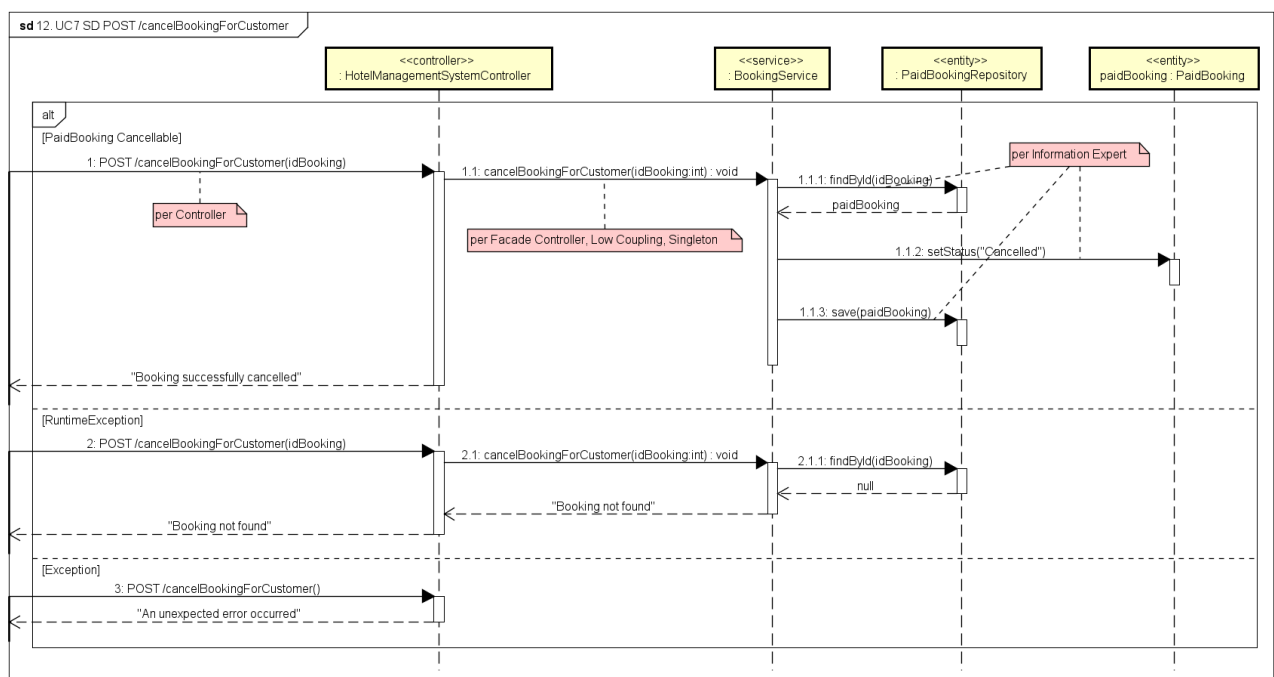 sd 12. UC7 SD POST /cancelBookingForCustomer
<<controller>>
: HotelManagementSystemController
<<service>>
: BookingService
<<entity>>
: PaidBookingRepository
<<entity>>
paidBooking : PaidBooking
alt
[PaidBooking Cancellable]
1: POST /cancelBookingForCustomer(idBooking)
per Controller
1.1: cancelBookingForCustomer(idBooking:int) : void
per Facade Controller, Low Coupling, Singleton
1.1.1: findById(idBooking)
paidBooking
per Information Expert
1.1.2: setStatus("Cancelled")
1.1.3: save(paidBooking)
"Booking successfully cancelled"
[RuntimeException]
2: POST /cancelBookingForCustomer(idBooking)
2.1: cancelBookingForCustomer(idBooking:int) : void
2.1.1: findById(idBooking)
null
"Booking not found"
"Booking not found"
[Exception]
3: POST /cancelBookingForCustomer()
"An unexpected error occurred"